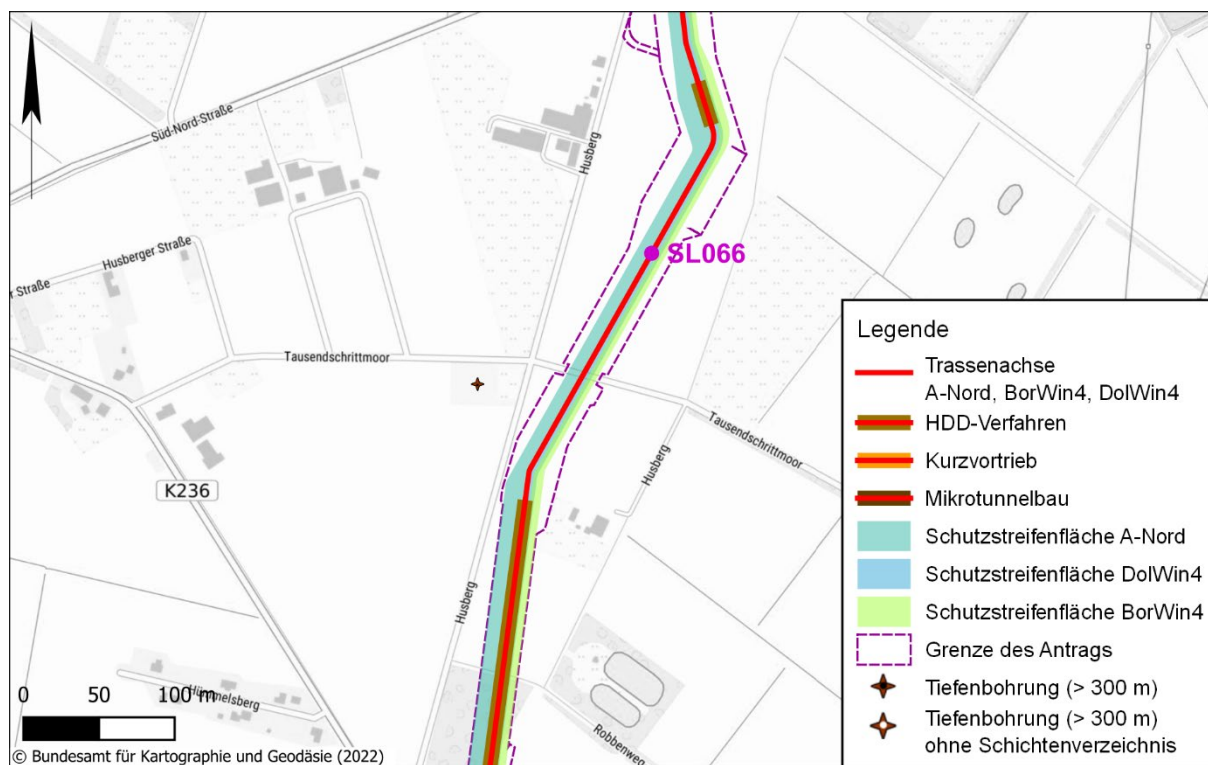 Süd-Nord-Straße
Husberg
Husberger Straße
r Straße
SL066
Tausendschrittmoor
Tausendschrittmoor
Husberg
K236
Husberg
Hümmelsberg
Robbenweg
0 50 100 m
© Bundesamt für Kartographie und Geodäsie (2022)
Legende
Trassenachse
A-Nord, BorWin4, DolWin4
HDD-Verfahren
Kurzvortrieb
Mikrotunnelbau
Schutzstreifenfläche A-Nord
Schutzstreifenfläche DolWin4
Schutzstreifenfläche BorWin4
Grenze des Antrags
Tiefenbohrung (> 300 m)
Tiefenbohrung (> 300 m)
ohne Schichtenverzeichnis